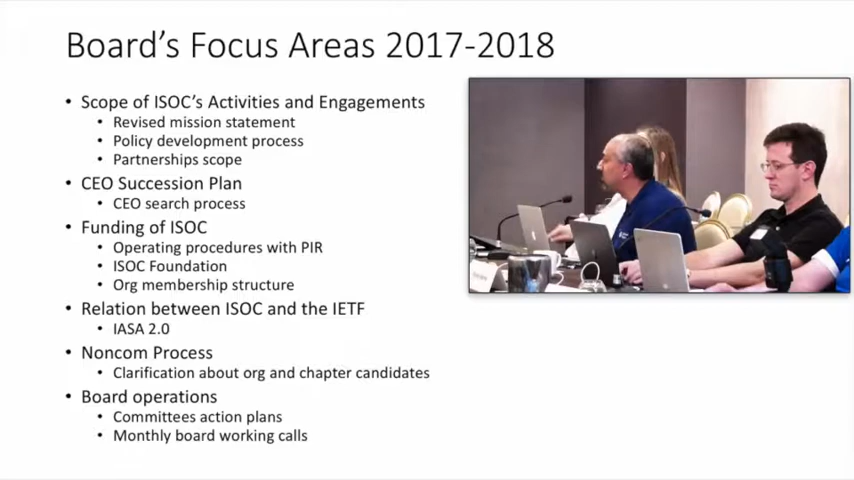 Board's Focus Areas 2017-2018
• Scope of ISOC's Activities and Engagements
• Revised mission statement
• Policy development process
• Partnerships scope
• CEO Succession Plan
• CEO search process
• Funding of ISOC
• Operating procedures with PIR
• ISOC Foundation
• Org membership structure
• Relation between ISOC and the IETF
• IASA 2.0
• Noncom Process
• Clarification about org and chapter candidates
• Board operations
• Committees action plans
• Monthly board working calls